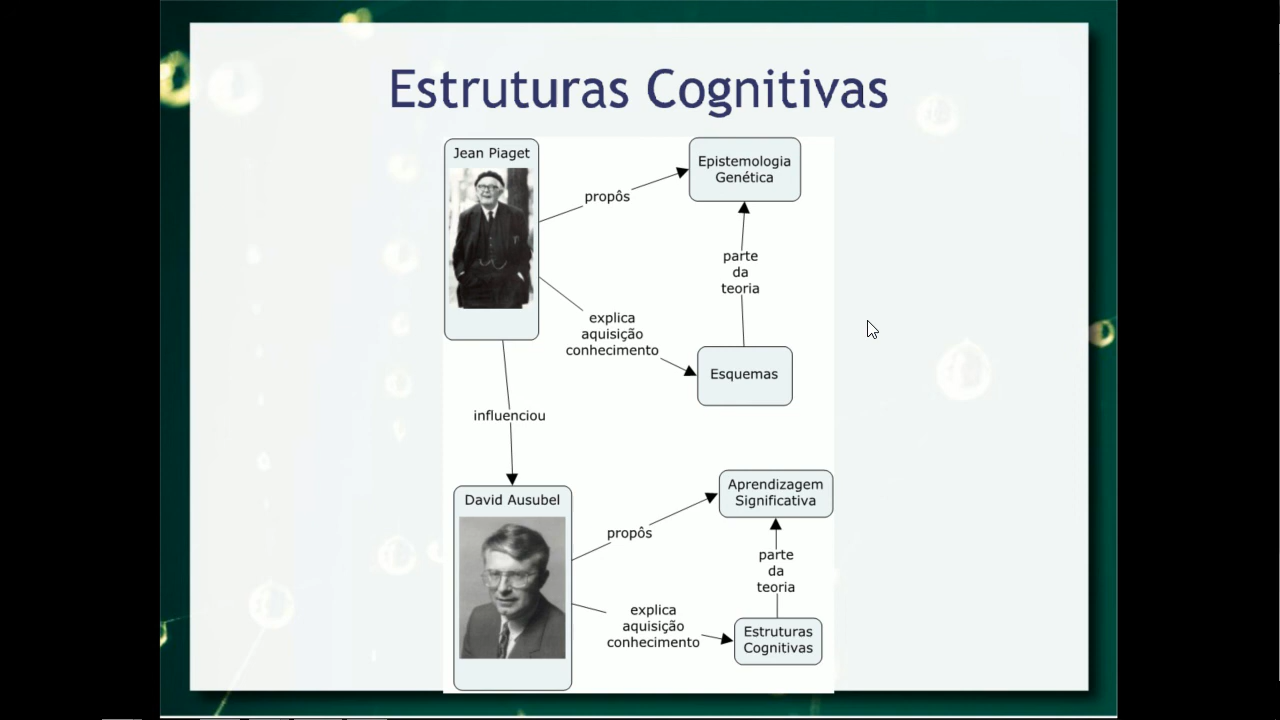 Estruturas Cognitivas
Jean Piaget
propôs
Epistemologia
Genética
parte
da
teoria
explica
aquisição
conhecimento
Esquemas
influenciou
David Ausubel
propôs
Aprendizagem
Significativa
parte
da
teoria
explica
aquisição
conhecimento
Estruturas
Cognitivas